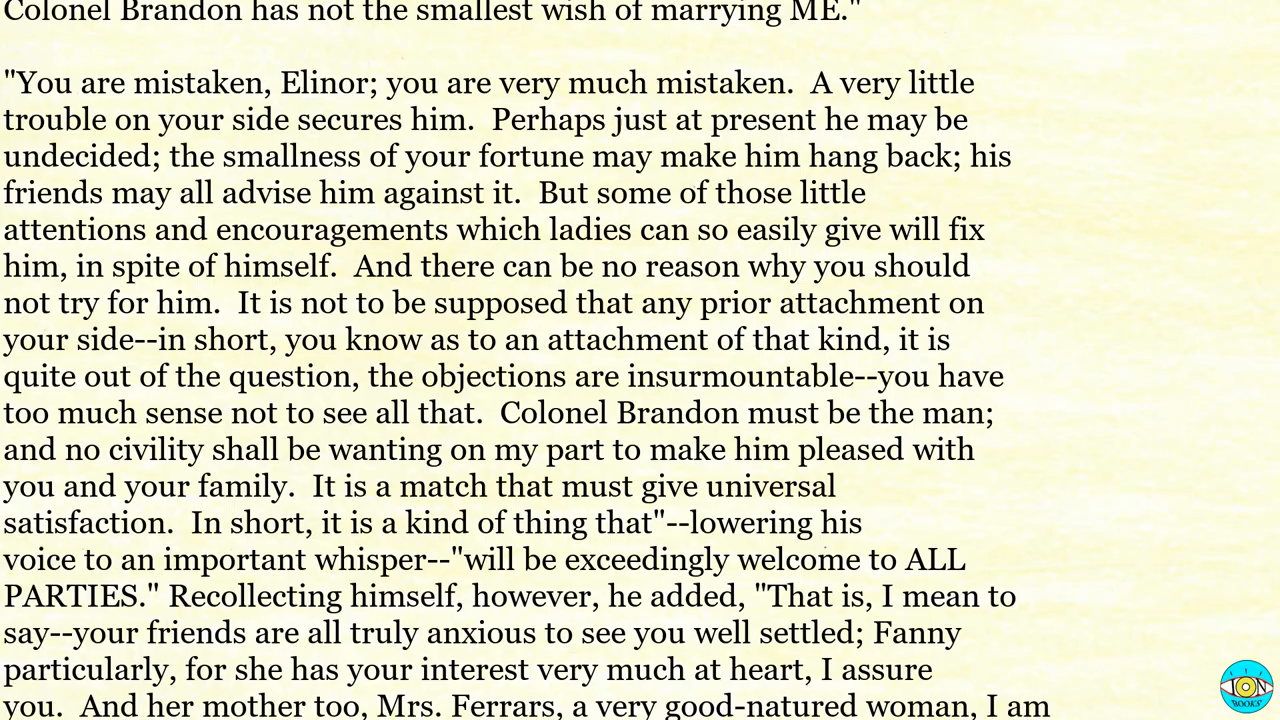 Colonel Brandon has not the smallest wish of marrying ME."
"You are mistaken, Elinor; you are very much mistaken.  A very little
trouble on your side secures him.  Perhaps just at present he may be
undecided; the smallness of your fortune may make him hang back; his
friends may all advise him against it.  But some of those little
attentions and encouragements which ladies can so easily give will fix
him, in spite of himself.  And there can be no reason why you should
not try for him.  It is not to be supposed that any prior attachment on
your side--in short, you know as to an attachment of that kind, it is
quite out of the question, the objections are insurmountable--you have
too much sense not to see all that.  Colonel Brandon must be the man;
and no civility shall be wanting on my part to make him pleased with
you and your family.  It is a match that must give universal
satisfaction.  In short, it is a kind of thing that"--lowering his
voice to an important whisper--"will be exceedingly welcome to ALL
PARTIES." Recollecting himself, however, he added, "That is, I mean to
say--your friends are all truly anxious to see you well settled; Fanny
particularly, for she has your interest very much at heart, I assure
you.  And her mother too, Mrs. Ferrars, a very good-natured woman, I am
ION
BOOKS